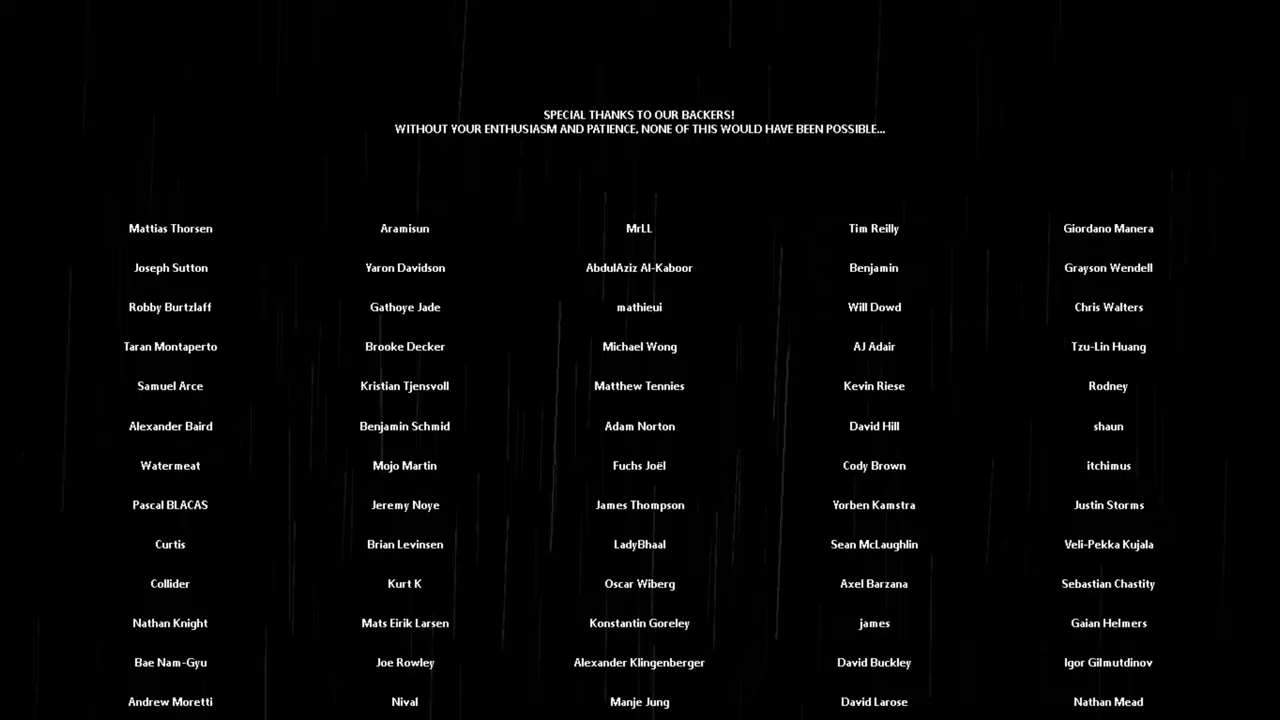 SPECIAL THANKS TO OUR BACKERS!
WITHOUT YOUR ENTHUSIASM AND PATIENCE, NONE OF THIS WOULD HAVE BEEN POSSIBLE...
Mattias Thorsen Aramisun MrLL Tim Reilly Giordano Manera
Joseph Sutton Yaron Davidson AbdulAziz Al-Kaboor Benjamin Grayson Wendell
Robby Burtzlaff Gathoye Jade mathieui Will Dowd Chris Walters
Taran Montaperto Brooke Decker Michael Wong AJ Adair Tzu-Lin Huang
Samuel Arce Kristian Tjensvoll Matthew Tennies Kevin Riese Rodney
Alexander Baird Benjamin Schmid Adam Norton David Hill shaun
Watermeat Mojo Martin Fuchs Joël Cody Brown itchimus
Pascal BLACAS Jeremy Noye James Thompson Yorben Kamstra Justin Storms
Curtis Brian Levinsen LadyBhaal Sean McLaughlin Veli-Pekka Kujala
Collider Kurt K Oscar Wiberg Axel Barzana Sebastian Chastity
Nathan Knight Mats Eirik Larsen Konstantin Goreley james Gaian Helmers
Bae Nam-Gyu Joe Rowley Alexander Klingenberger David Buckley Igor Gilmutdinov
Andrew Moretti Nival Manje Jung David Larose Nathan Mead